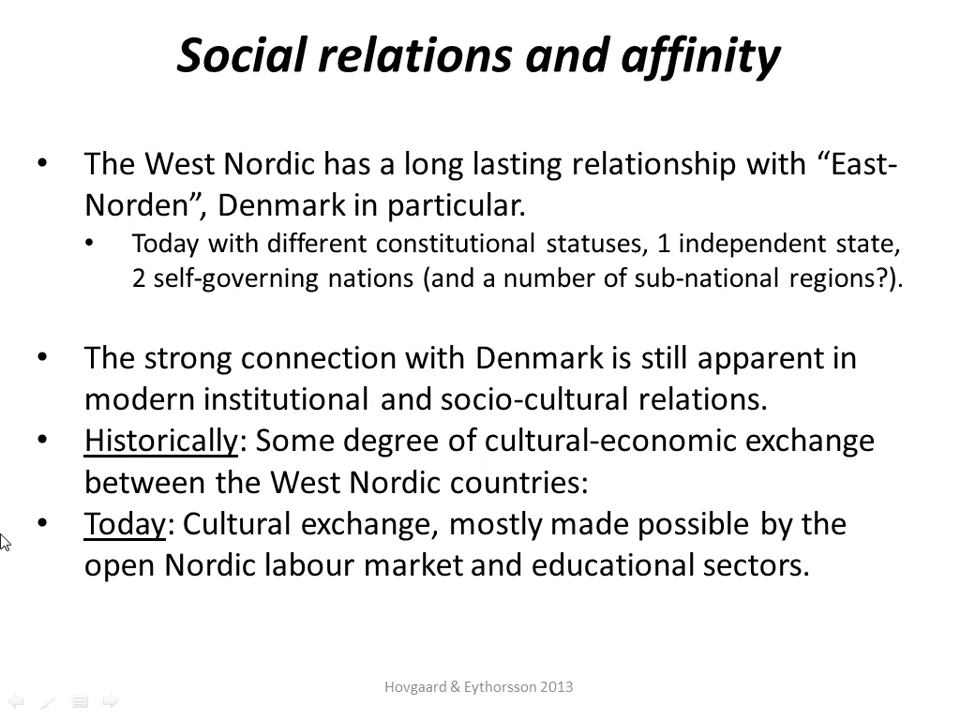 Social relations and affinity
• The West Nordic has a long lasting relationship with “East-
Norden”, Denmark in particular.
• Today with different constitutional statuses, 1 independent state,
2 self-governing nations (and a number of sub-national regions?).
• The strong connection with Denmark is still apparent in
modern institutional and socio-cultural relations.
• Historically: Some degree of cultural-economic exchange
between the West Nordic countries:
• Today: Cultural exchange, mostly made possible by the
open Nordic labour market and educational sectors.
Hovgaard & Eythorsson 2013